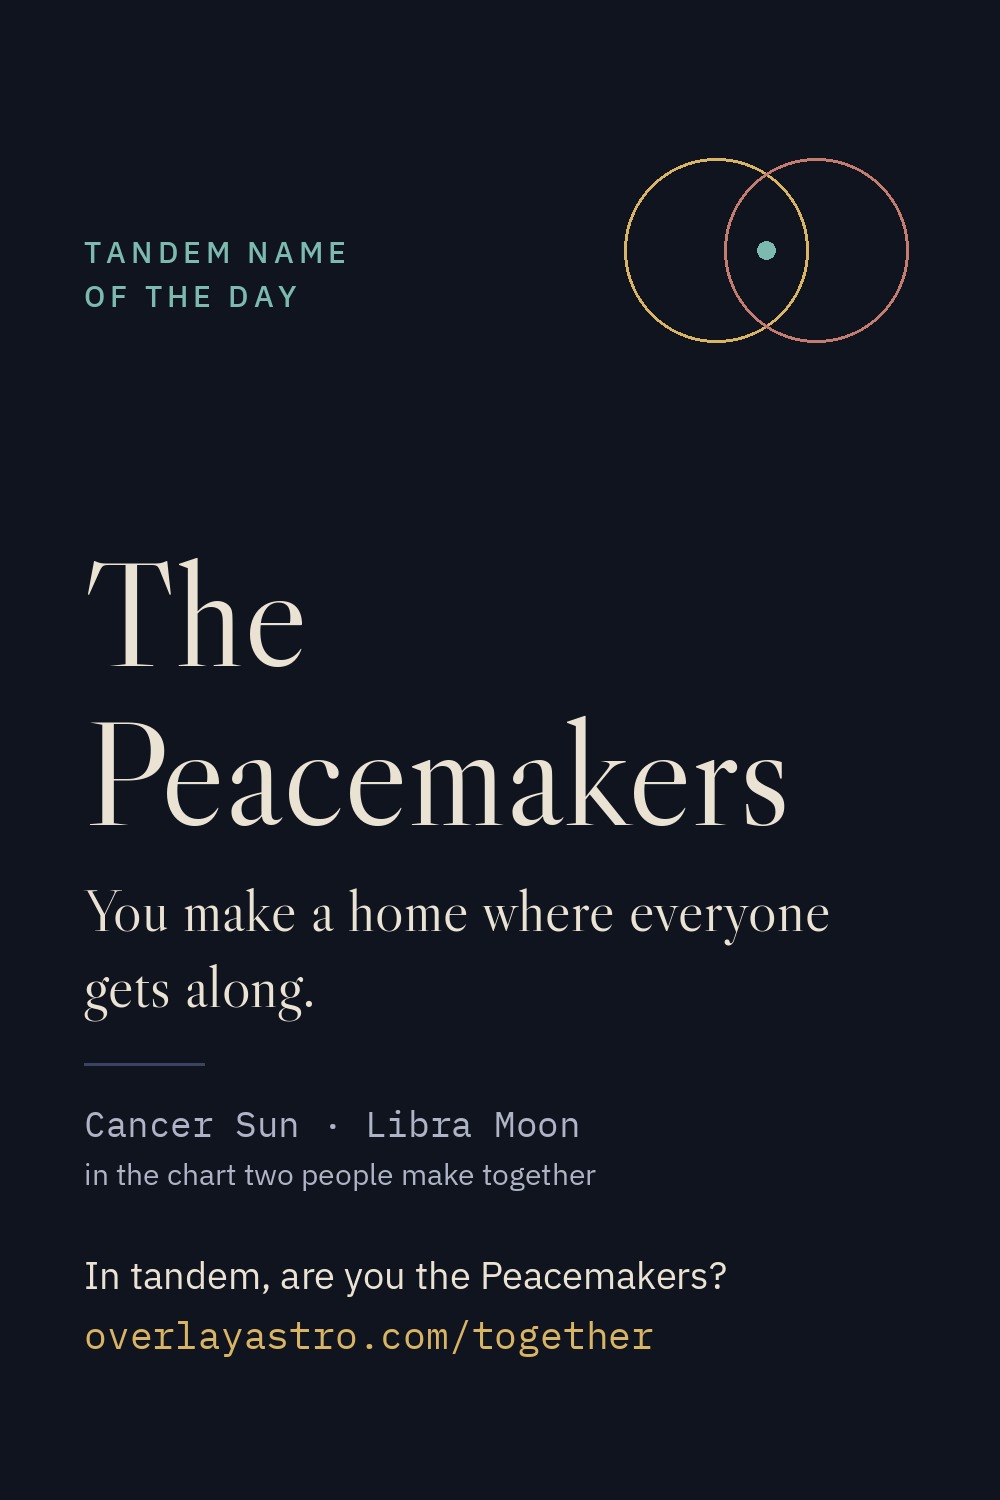 TANDEM NAME
OF THE DAY
The
Peacemakers
You make a home where everyone
gets along.
Cancer Sun · Libra Moon
in the chart two people make together
In tandem, are you the Peacemakers?
overlayastro.com/together